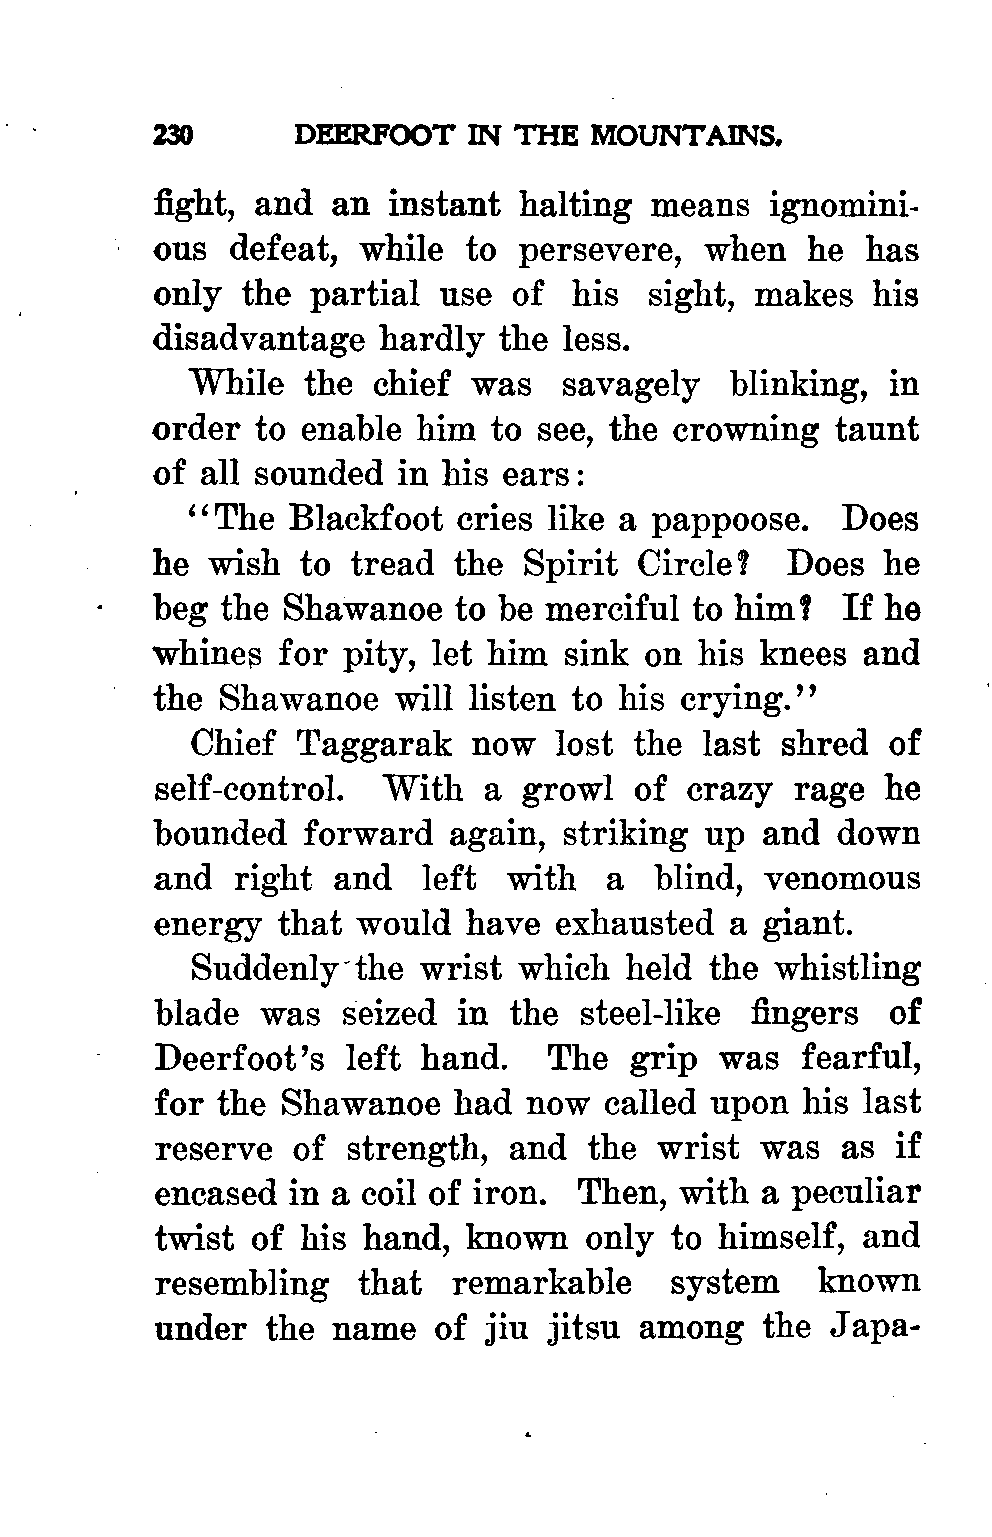 230 DEERFOOT IN THE MOUNTAINS.
fight, and an instant halting means ignomini-
ous defeat, while to persevere, when he has
only the partial use of his sight, makes his
disadvantage hardly the less.
While the chief was savagely blinking, in
order to enable him to see, the crowning taunt
of all sounded in his ears:
"The Blackfoot cries like a pappoose. Does
he wish to tread the Spirit Circle? Does he
beg the Shawanoe to be merciful to him? If he
whines for pity, let him sink on his knees and
the Shawanoe will listen to his crying."
Chief Taggarak now lost the last shred of
self-control. With a growl of crazy rage he
bounded forward again, striking up and down
and right and left with a blind, venomous
energy that would have exhausted a giant.
Suddenly the wrist which held the whistling
blade was seized in the steel-like fingers of
Deerfoot's left hand. The grip was fearful,
for the Shawanoe had now called upon his last
reserve of strength, and the wrist was as if
encased in a coil of iron. Then, with a peculiar
twist of his hand, known only to himself, and
resembling that remarkable system known
under the name of jiu jitsu among the Japa-